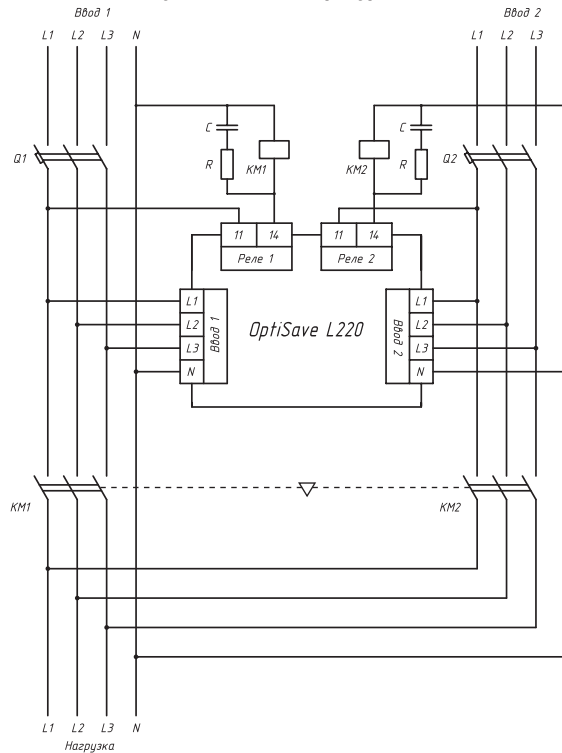 Ввод 1
Ввод 2
L1 L2 L3 N
L1 L2 L3
C
C
Q1
R
KM1
KM2
R
Q2
11 14
11 14
Реле 1
Реле 2
L1
L2
L3
N
Ввод 1
OptiSave L220
Ввод 2
L1
L2
L3
N
KM1
KM2
L1 L2 L3 N
Нагрузка